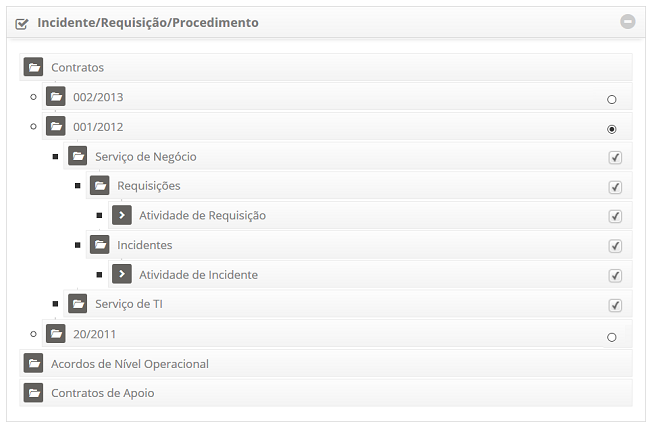 Incidente/Requisição/Procedimento
Contratos
002/2013
001/2012
Serviço de Negócio
Requisições
Atividade de Requisição
Incidentes
Atividade de Incidente
Serviço de TI
20/2011
Acordos de Nível Operacional
Contratos de Apoio